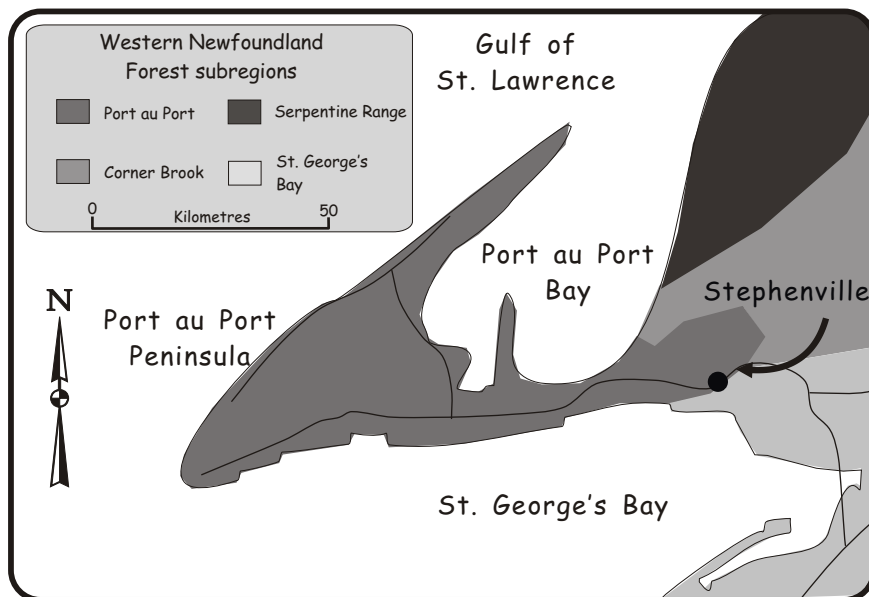 Western Newfoundland
Forest subregions
Port au Port
Serpentine Range
Corner Brook
St. George's
Bay
0
50
Kilometres
Gulf of
St. Lawrence
Port au Port
Bay
Stephenville
N
Port au Port
Peninsula
St. George's Bay